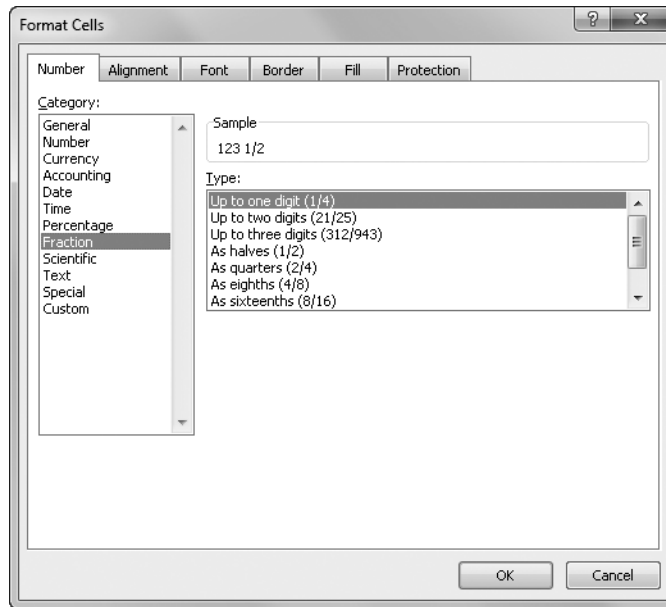 Format Cells
Number Alignment Font Border Fill Protection
Category:
General
Number
Currency
Accounting
Date
Time
Percentage
Fraction
Scientific
Text
Special
Custom
Sample
123 1/2
Type:
Up to one digit (1/4)
Up to two digits (21/25)
Up to three digits (312/943)
As halves (1/2)
As quarters (2/4)
As eighths (4/8)
As sixteenths (8/16)
OK Cancel